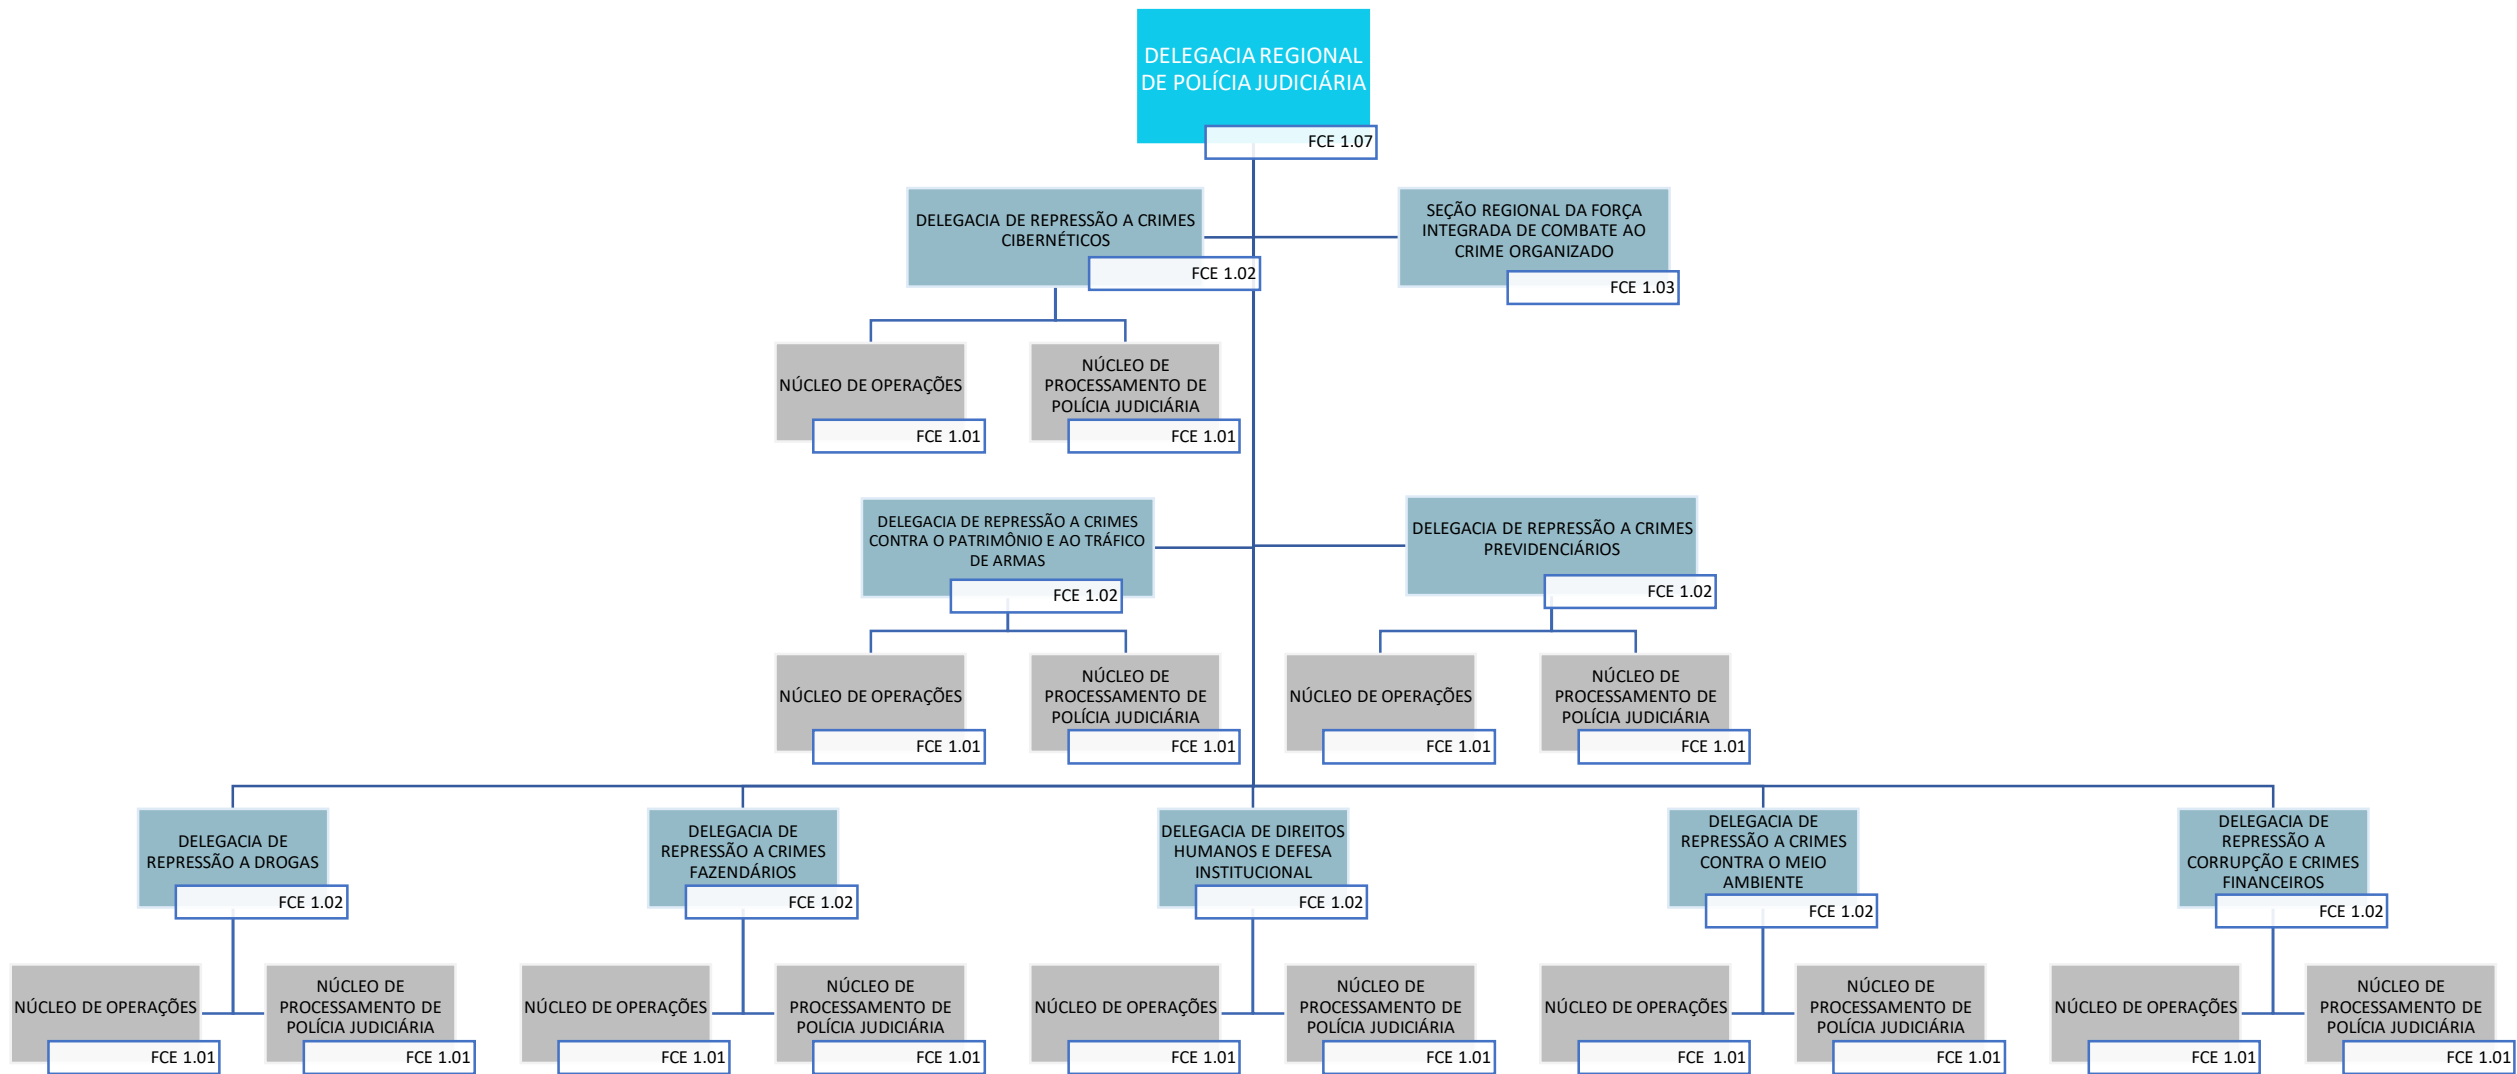 DELEGACIA REGIONAL
DE POLÍCIA JUDICIÁRIA
FCE 1.07
DELEGACIA DE REPRESSÃO A CRIMES
CIBERNÉTICOS
FCE 1.02
SEÇÃO REGIONAL DA FORÇA
INTEGRADA DE COMBATE AO
CRIME ORGANIZADO
FCE 1.03
NÚCLEO DE OPERAÇÕES
FCE 1.01
NÚCLEO DE
PROCESSAMENTO DE
POLÍCIA JUDICIÁRIA
FCE 1.01
DELEGACIA DE REPRESSÃO A CRIMES
CONTRA O PATRIMÔNIO E AO TRÁFICO
DE ARMAS
FCE 1.02
DELEGACIA DE REPRESSÃO A CRIMES
PREVIDENCIÁRIOS
FCE 1.02
NÚCLEO DE OPERAÇÕES
FCE 1.01
NÚCLEO DE
PROCESSAMENTO DE
POLÍCIA JUDICIÁRIA
FCE 1.01
NÚCLEO DE OPERAÇÕES
FCE 1.01
NÚCLEO DE
PROCESSAMENTO DE
POLÍCIA JUDICIÁRIA
FCE 1.01
DELEGACIA DE
REPRESSÃO A DROGAS
FCE 1.02
DELEGACIA DE
REPRESSÃO A CRIMES
FAZENDÁRIOS
FCE 1.02
DELEGACIA DE DIREITOS
HUMANOS E DEFESA
INSTITUCIONAL
FCE 1.02
DELEGACIA DE
REPRESSÃO A CRIMES
CONTRA O MEIO
AMBIENTE
FCE 1.02
DELEGACIA DE
REPRESSÃO A
CORRUPÇÃO E CRIMES
FINANCEIROS
FCE 1.02
NÚCLEO DE OPERAÇÕES
FCE 1.01
NÚCLEO DE
PROCESSAMENTO DE
POLÍCIA JUDICIÁRIA
FCE 1.01
NÚCLEO DE OPERAÇÕES
FCE 1.01
NÚCLEO DE
PROCESSAMENTO DE
POLÍCIA JUDICIÁRIA
FCE 1.01
NÚCLEO DE OPERAÇÕES
FCE 1.01
NÚCLEO DE
PROCESSAMENTO DE
POLÍCIA JUDICIÁRIA
FCE 1.01
NÚCLEO DE OPERAÇÕES
FCE 1.01
NÚCLEO DE
PROCESSAMENTO DE
POLÍCIA JUDICIÁRIA
FCE 1.01
NÚCLEO DE OPERAÇÕES
FCE 1.01
NÚCLEO DE
PROCESSAMENTO DE
POLÍCIA JUDICIÁRIA
FCE 1.01